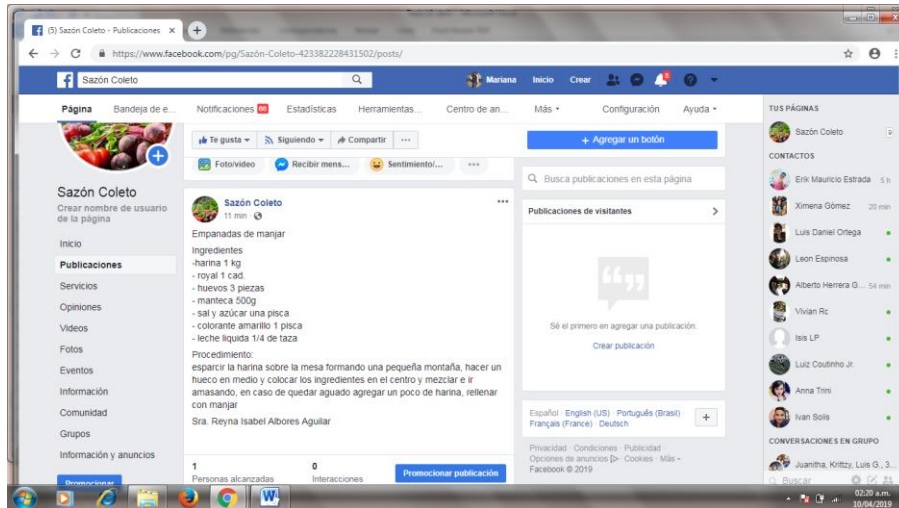 (5) Sazón Coleto - Publicaciones
https://www.facebook.com/pg/Sazón-Coleto-423382228431502/posts/
Sazón Coleto
Mariana Inicio Crear
Página Bandeja de e... Notificaciones 66 Estadísticas Herramientas... Centro de an... Más Configuración Ayuda
Te gusta Siguiendo Compartir
+ Agregar un botón
Foto/video Recibir mens... Sentimiento/...
Sazón Coleto
Crear nombre de usuario
de la página
Inicio
Publicaciones
Servicios
Opiniones
Videos
Fotos
Eventos
Información
Comunidad
Grupos
Información y anuncios
Promocionar
Sazón Coleto
11 min
Empanadas de manjar
Ingredientes
-harina 1 kg
- royal 1 cad.
- huevos 3 piezas
- manteca 500g
- sal y azúcar una pisca
- colorante amarillo 1 pisca
- leche liquida 1/4 de taza
Procedimiento:
esparcir la harina sobre la mesa formando una pequeña montaña, hacer un
hueco en medio y colocar los ingredientes en el centro y mezclar e ir
amasando, en caso de quedar aguado agregar un poco de harina, rellenar
con manjar
Sra. Reyna Isabel Albores Aguilar
1
Personas alcanzadas
0
Interacciones
Promocionar publicación
Busca publicaciones en esta página
Publicaciones de visitantes
Sé el primero en agregar una publicación.
Crear publicación
Español · English (US) · Português (Brasil) ·
Français (France) · Deutsch
Privacidad · Condiciones · Publicidad ·
Opciones de anuncios · Cookies · Más
Facebook © 2019
TUS PÁGINAS
Sazón Coleto
CONTACTOS
Erik Mauricio Estrada 5 h
Ximena Gómez 20 min
Luis Daniel Ortega
Leon Espinosa
Alberto Herrera G... 54 min
Vivian Rc
Isis LP
Luiz Coutinho Jr.
Anna Trini
Ivan Solis
CONVERSACIONES EN GRUPO
Juanitha, Krittzy, Luis G., 3...
Buscar
02:20 a.m.
10/04/2019